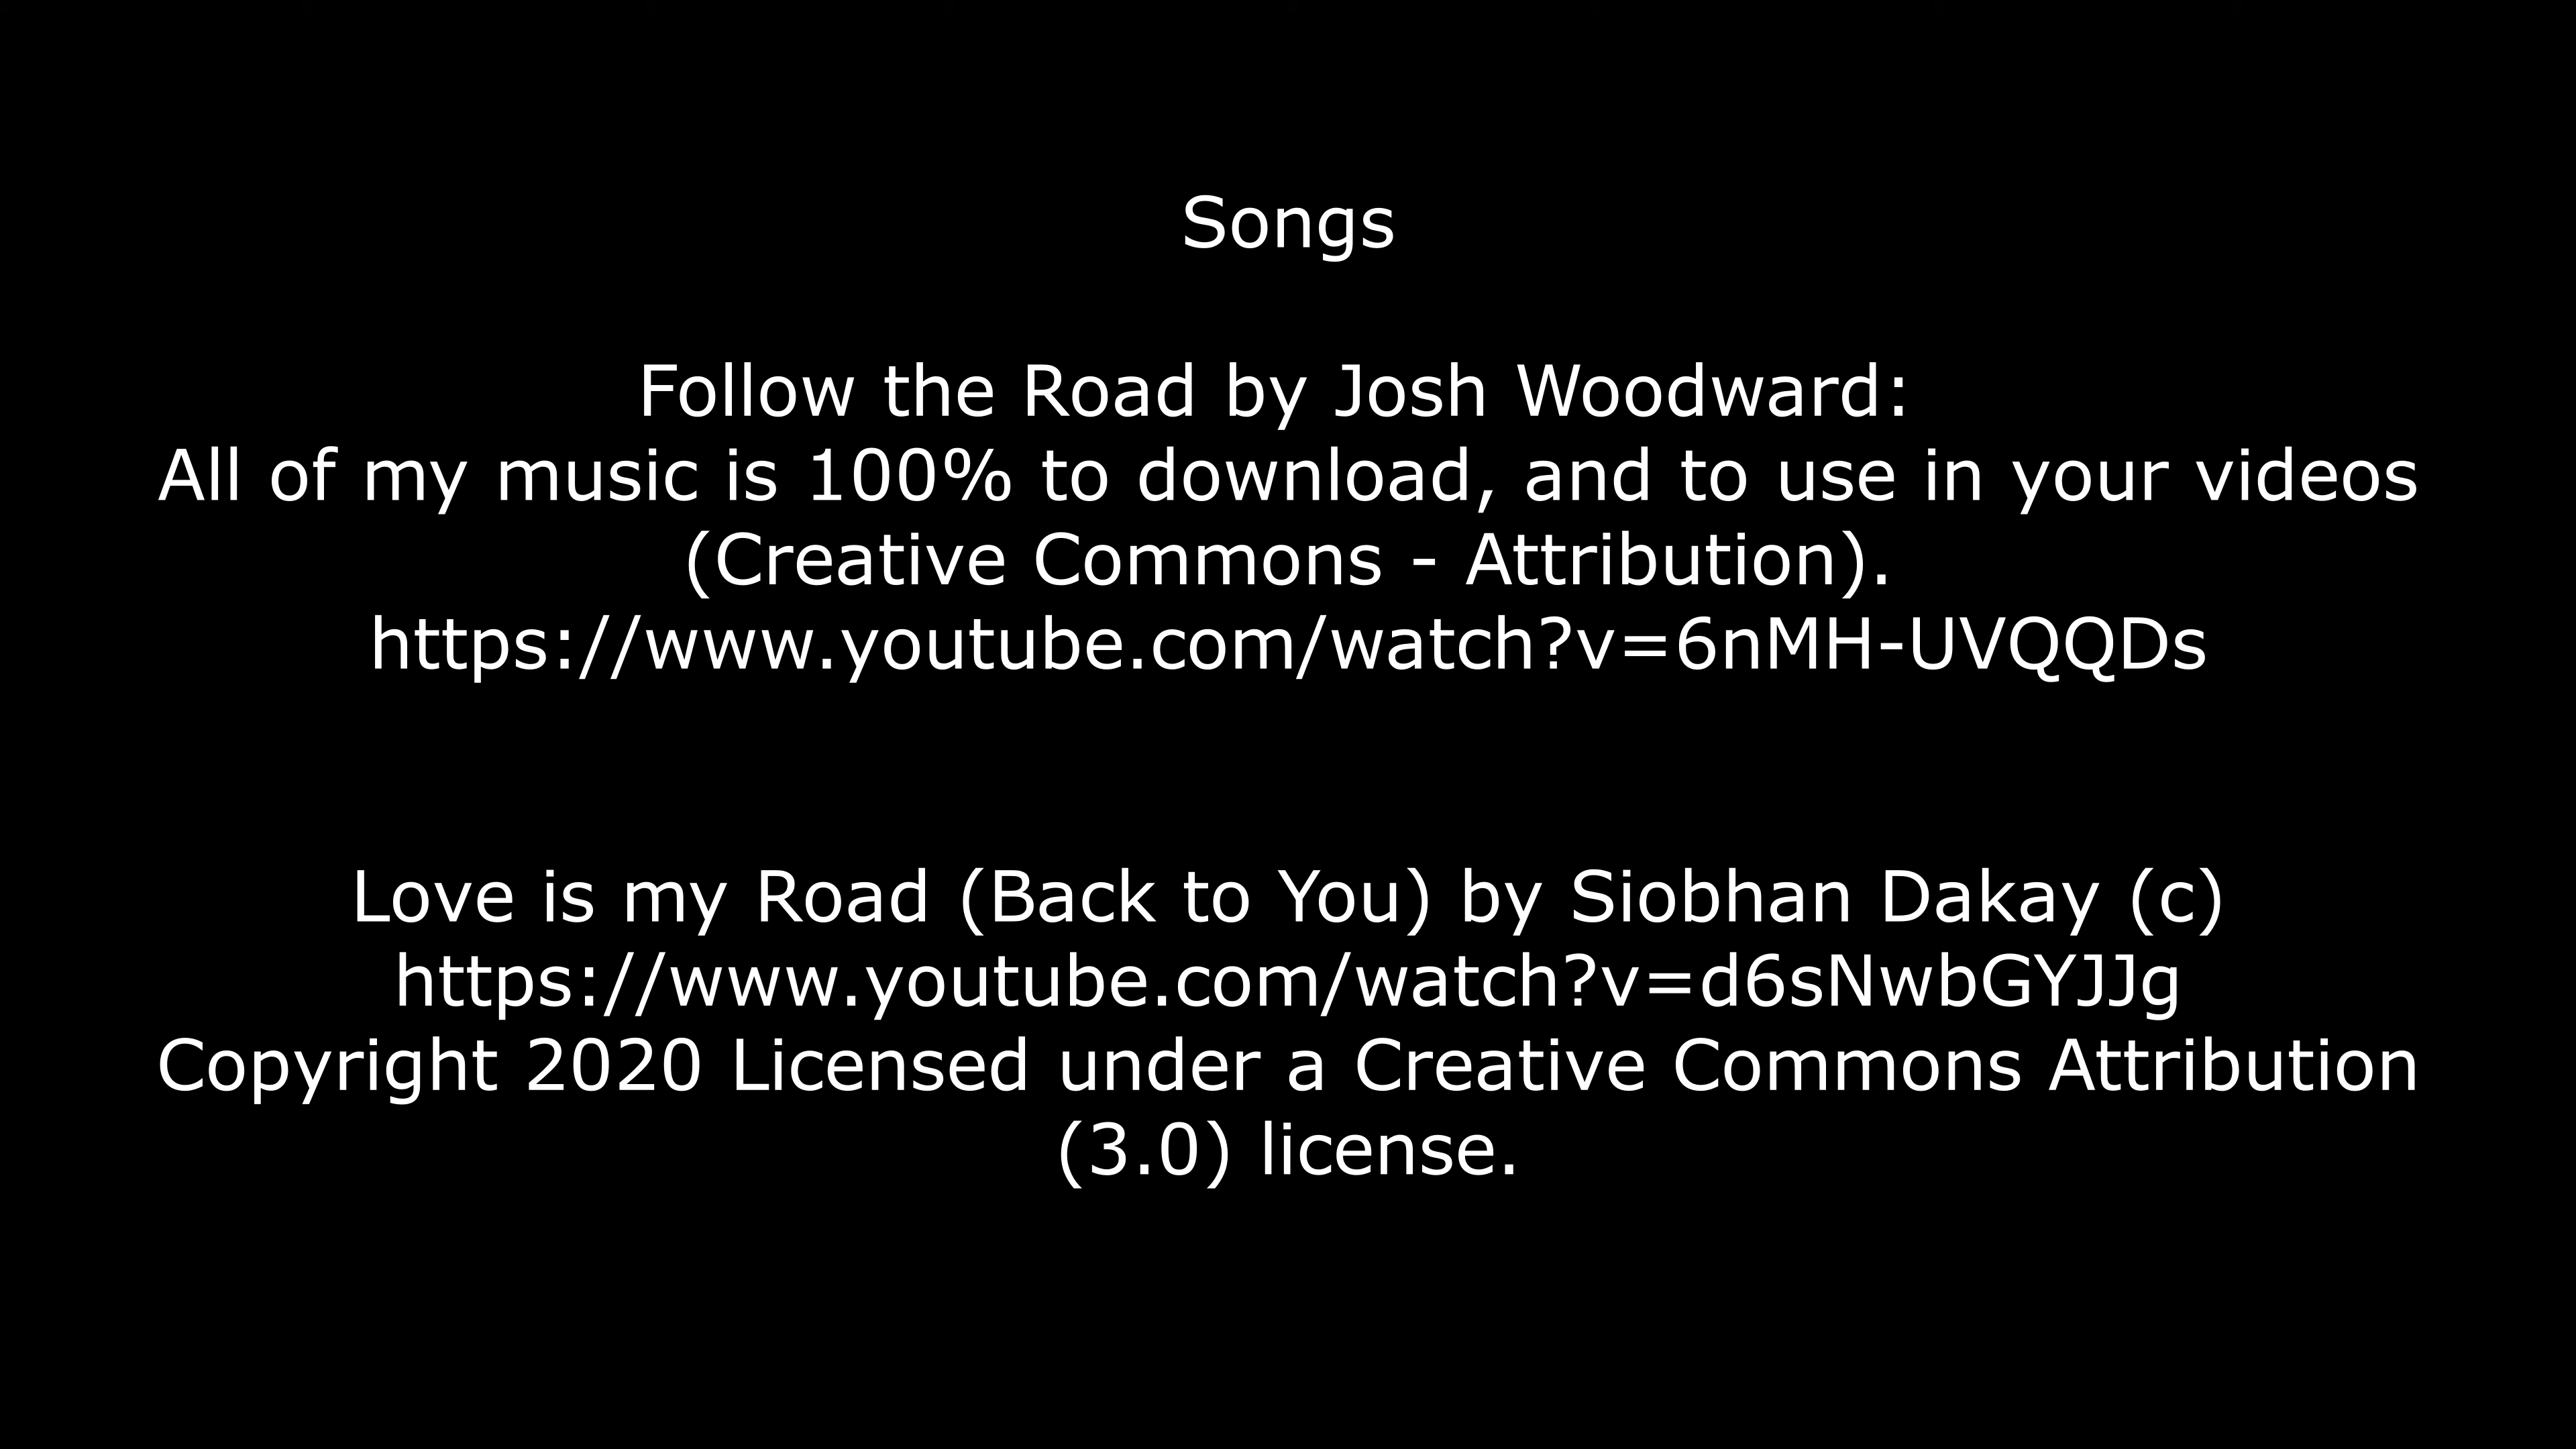 Songs
Follow the Road by Josh Woodward:
All of my music is 100% to download, and to use in your videos
(Creative Commons - Attribution).
https://www.youtube.com/watch?v=6nMH-UVQQDs
Love is my Road (Back to You) by Siobhan Dakay (c)
https://www.youtube.com/watch?v=d6sNwbGYJJg
Copyright 2020 Licensed under a Creative Commons Attribution
(3.0) license.